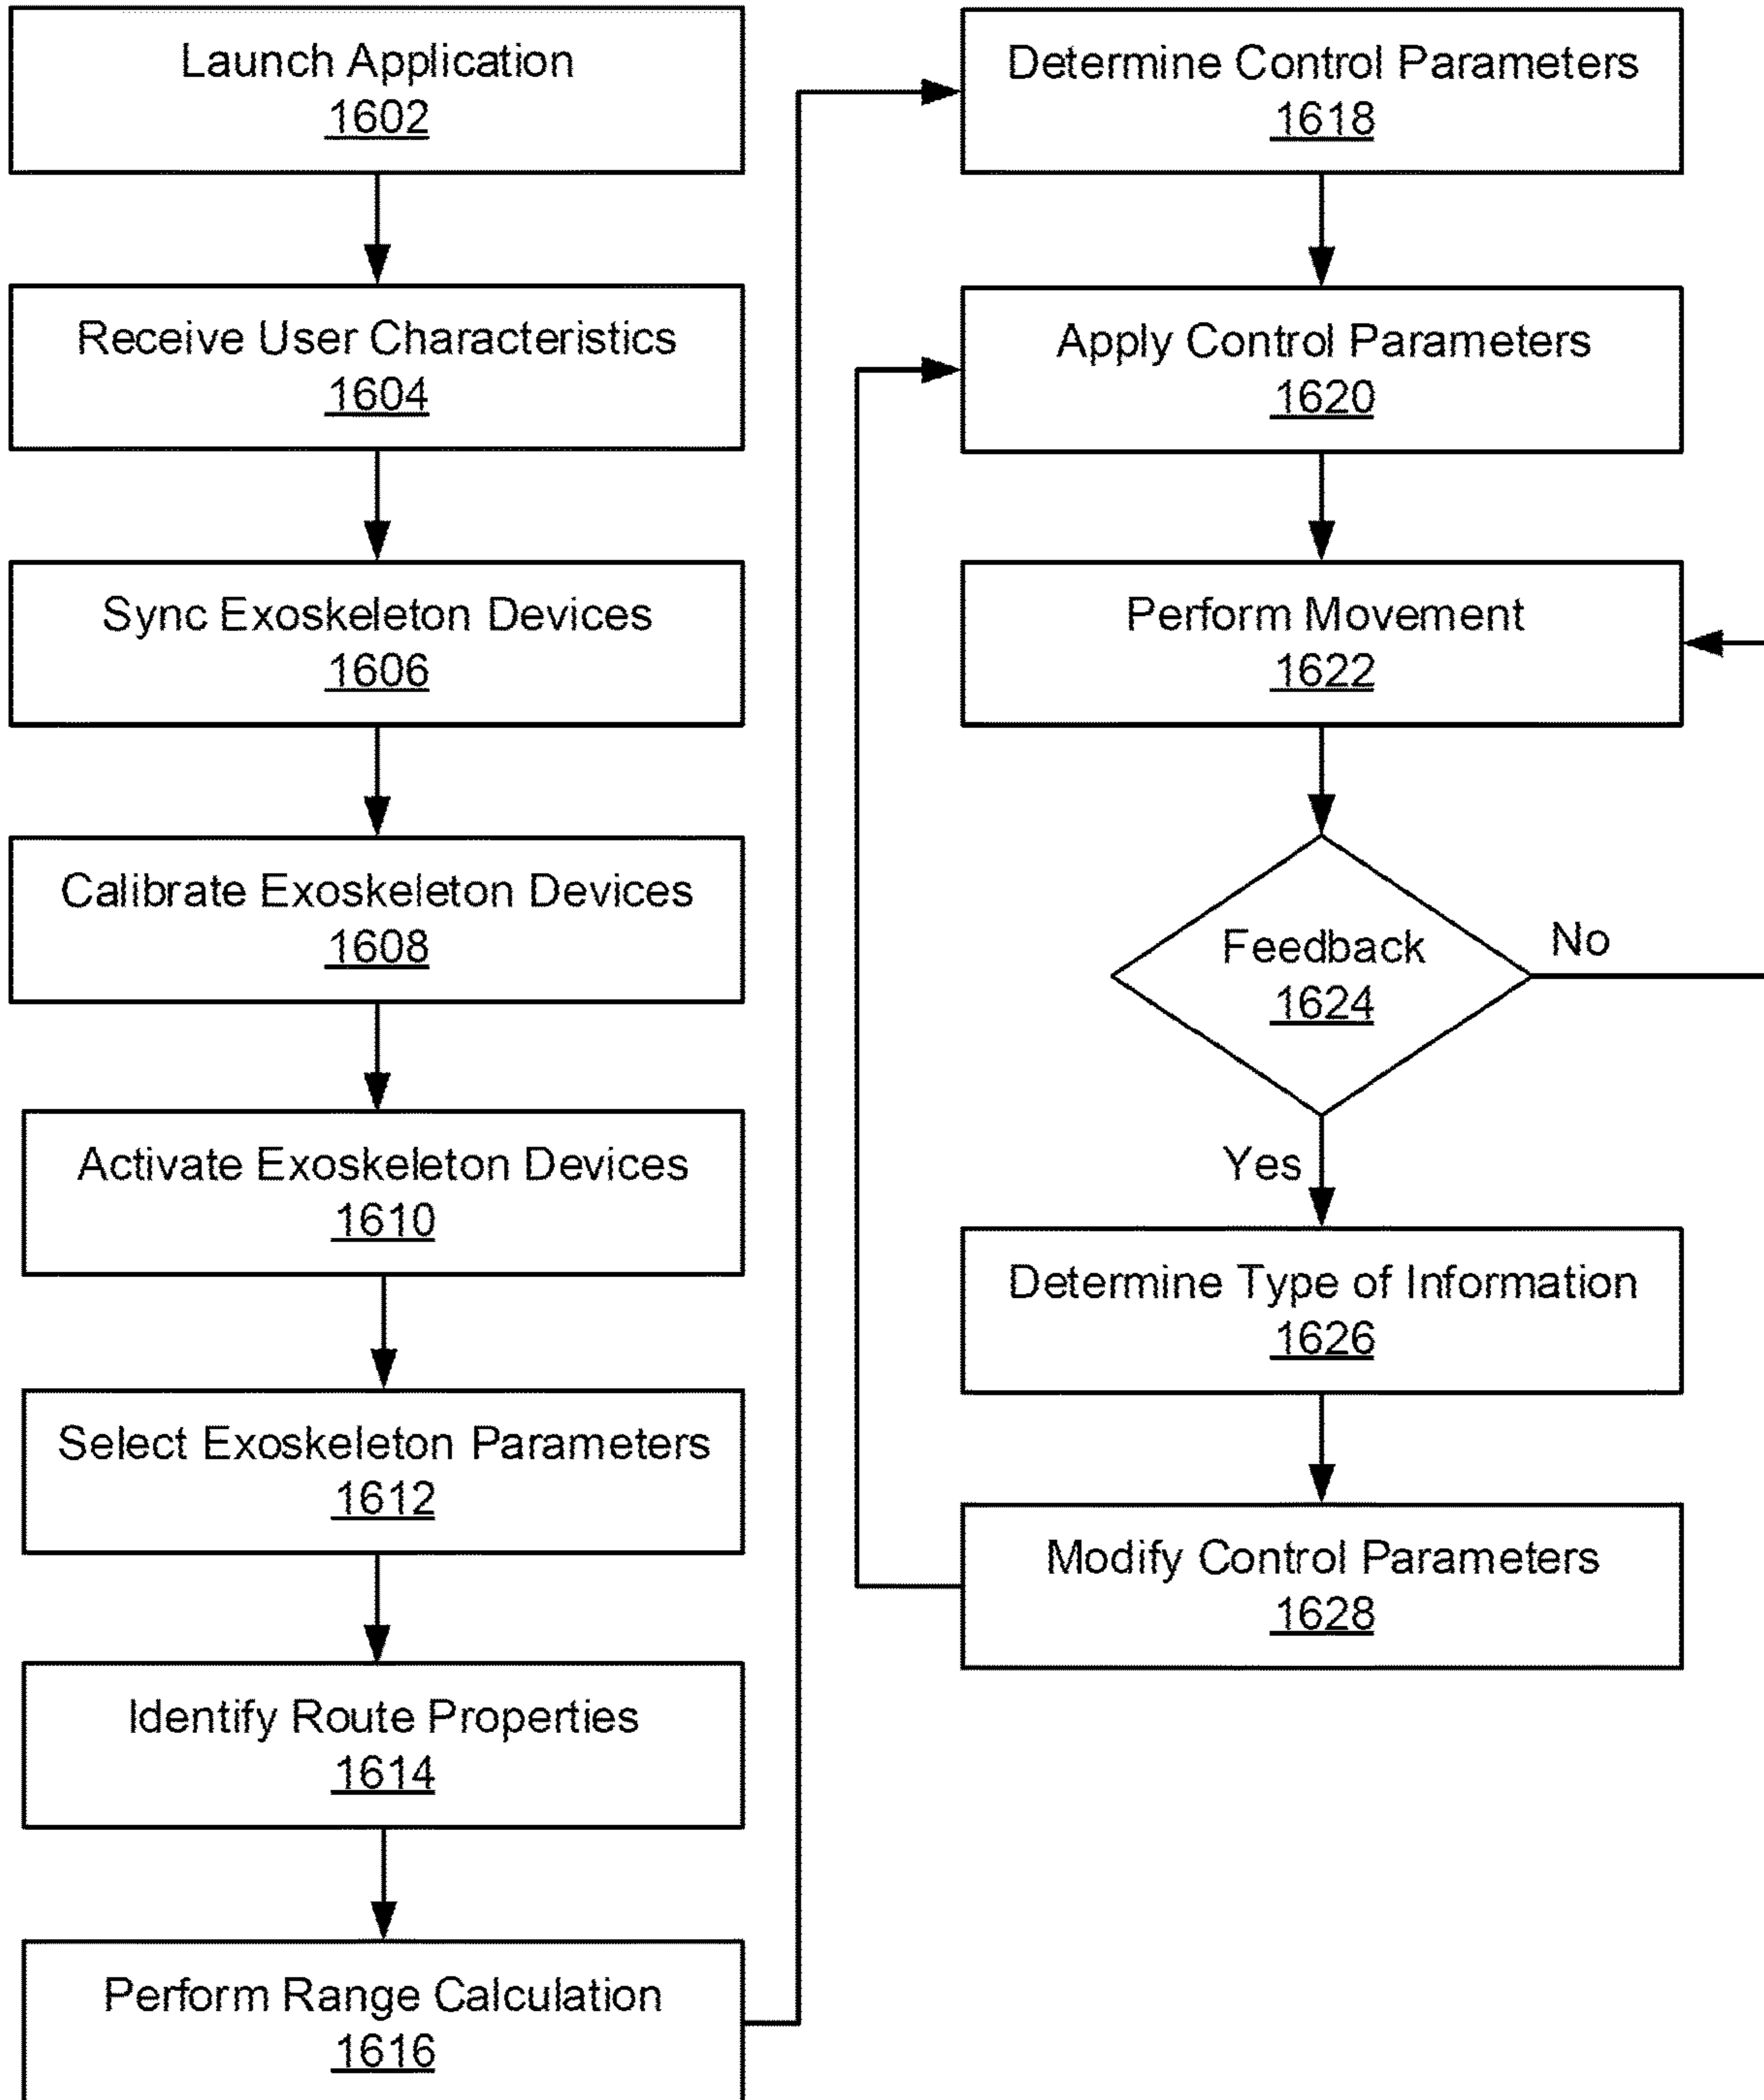 Launch Application
1602
Receive User Characteristics
1604
Sync Exoskeleton Devices
1606
Calibrate Exoskeleton Devices
1608
Activate Exoskeleton Devices
1610
Select Exoskeleton Parameters
1612
Identify Route Properties
1614
Perform Range Calculation
1616
Determine Control Parameters
1618
Apply Control Parameters
1620
Perform Movement
1622
Feedback
1624
No
Yes
Determine Type of Information
1626
Modify Control Parameters
1628